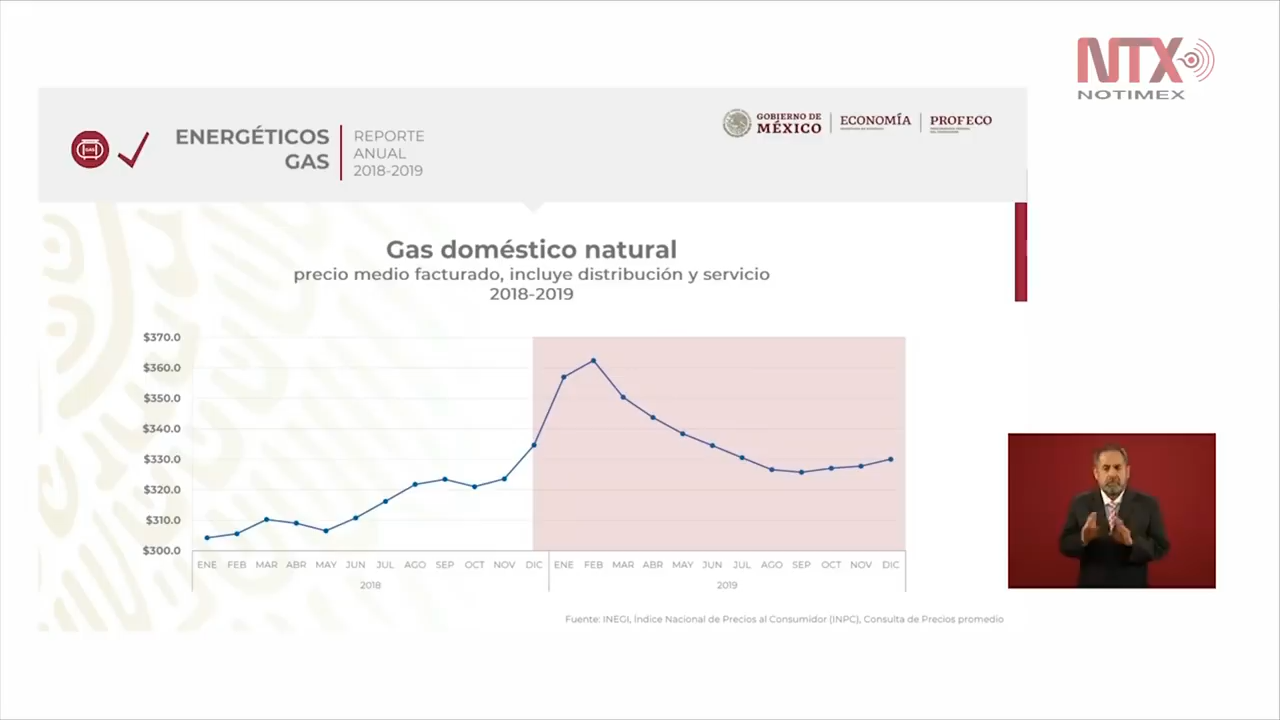 NTX
NOTIMEX
ENERGÉTICOS
GAS
REPORTE
ANUAL
2018-2019
GAS
GOBIERNO DE
MÉXICO
ECONOMÍA
PROFECO
Gas doméstico natural
precio medio facturado, incluye distribución y servicio
2018-2019
$370.0
$360.0
$350.0
$340.0
$330.0
$320.0
$310.0
$300.0
ENE FEB MAR ABR MAY JUN JUL AGO SEP OCT NOV DIC ENE FEB MAR ABR MAY JUN JUL AGO SEP OCT NOV DIC
2018 2019
Fuente: INEGI, Índice Nacional de Precios al Consumidor (INPC), Consulta de Precios promedio